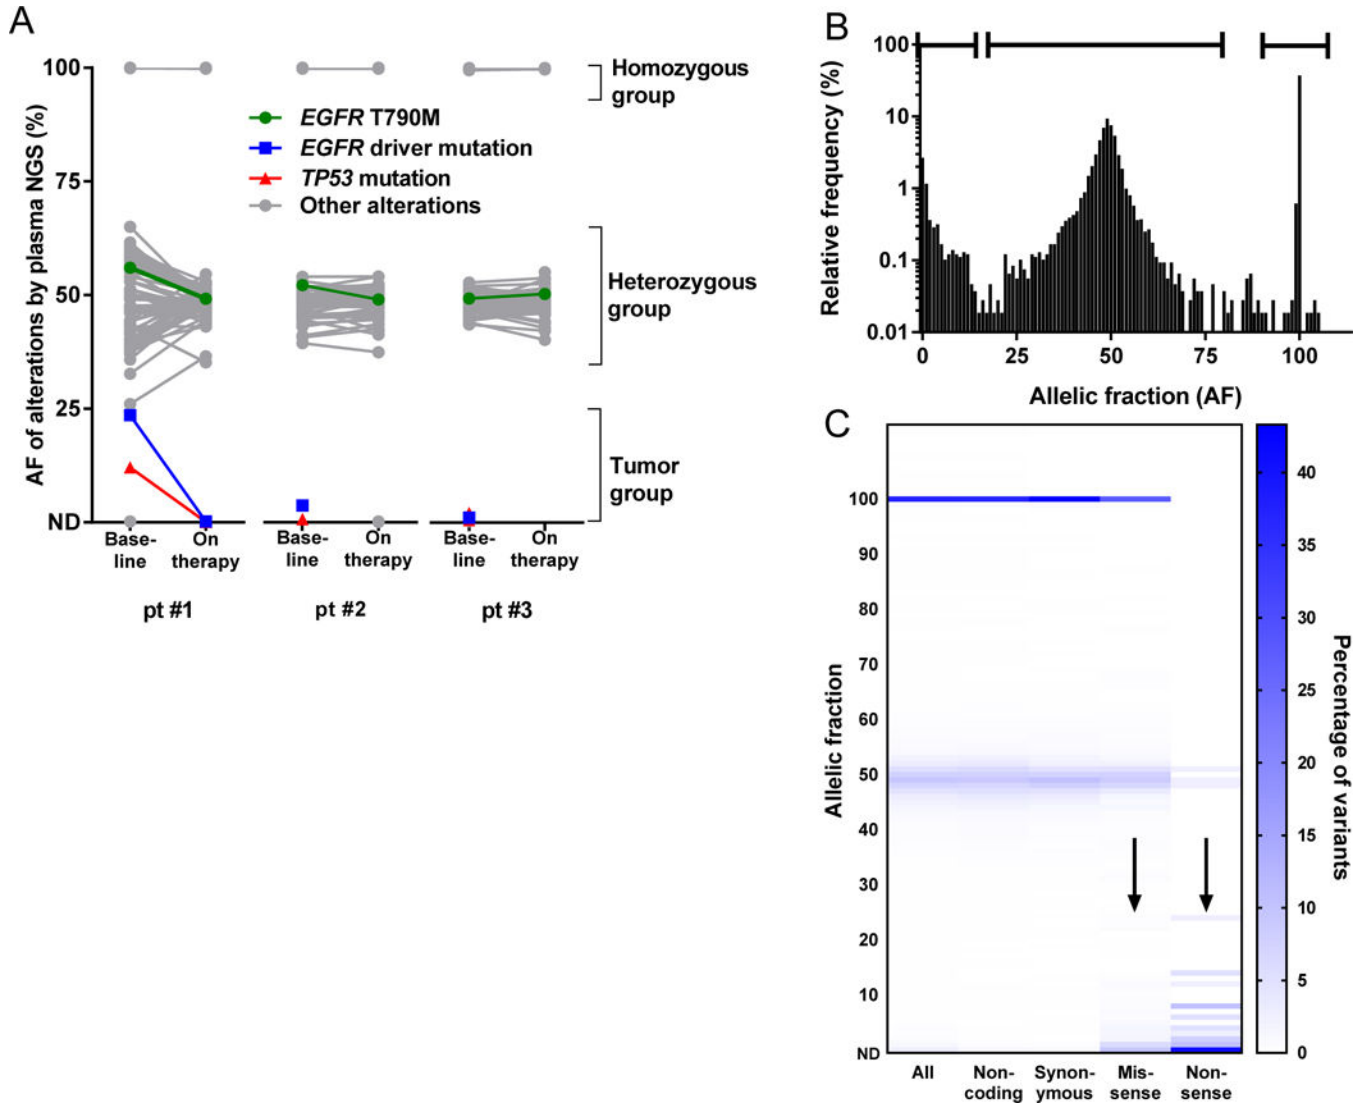 A
AF of alterations by plasma NGS (%)
100
75
50
25
ND
EGFR T790M
EGFR driver mutation
TP53 mutation
Other alterations
Homozygous
group
Heterozygous
group
Tumor
group
Base-
line
On
therapy
Base-
line
On
therapy
Base-
line
On
therapy
pt #1
pt #2
pt #3
B
Relative frequency (%)
100
10
1
0.1
0.01
0
25
50
75
100
Allelic fraction (AF)
C
Allelic fraction
100
90
80
70
60
50
40
30
20
10
ND
All
Non-
coding
Synon-
ymous
Mis-
sense
Non-
sense
40
35
30
25
20
15
10
5
0
Percentage of variants